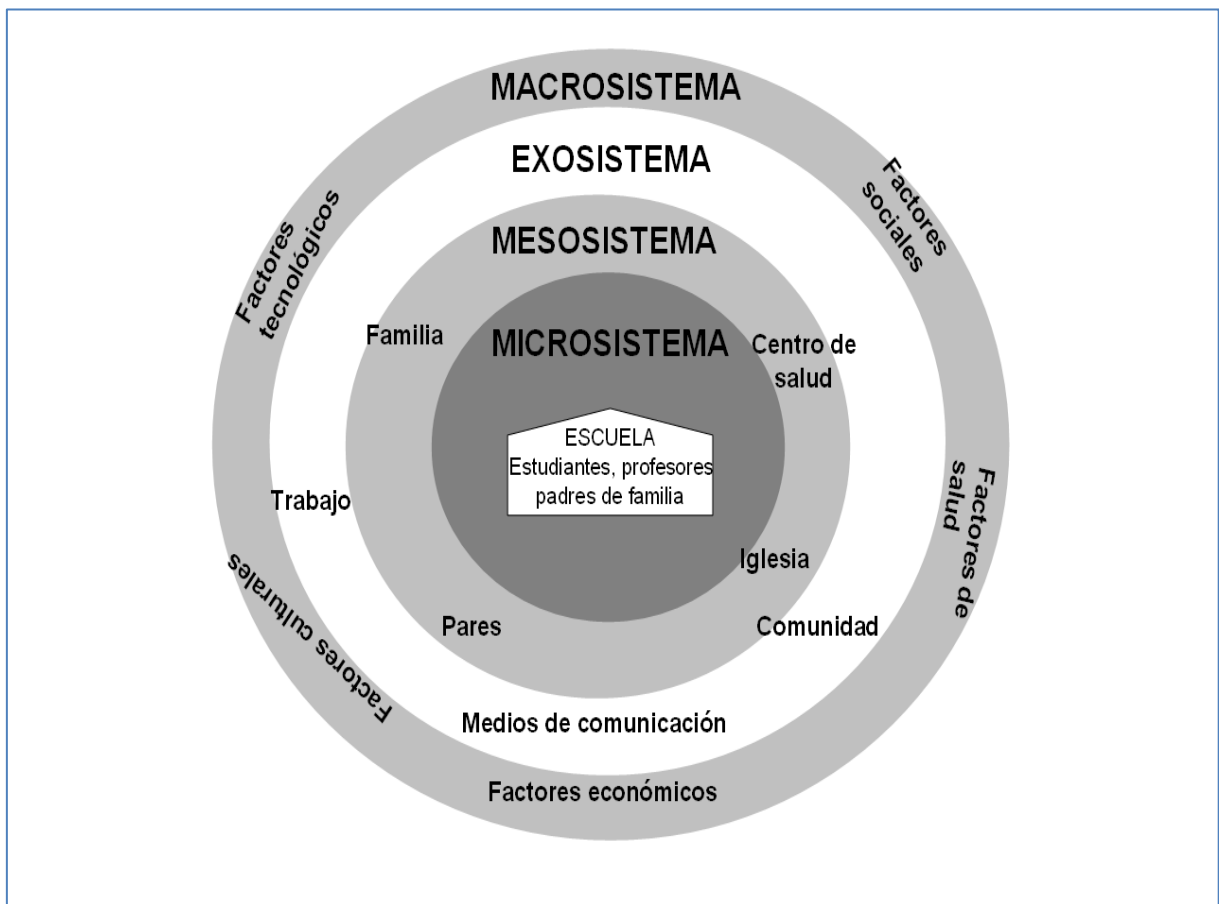 MACROSISTEMA
EXOSISTEMA
Factores
sociales
Factores
tecnológicos
MESOSISTEMA
Familia
MICROSISTEMA
Centro de
salud
ESCUELA
Estudiantes, profesores
padres de familia
Trabajo
Factores de
salud
Iglesia
Factores culturales
Pares
Comunidad
Medios de comunicación
Factores económicos